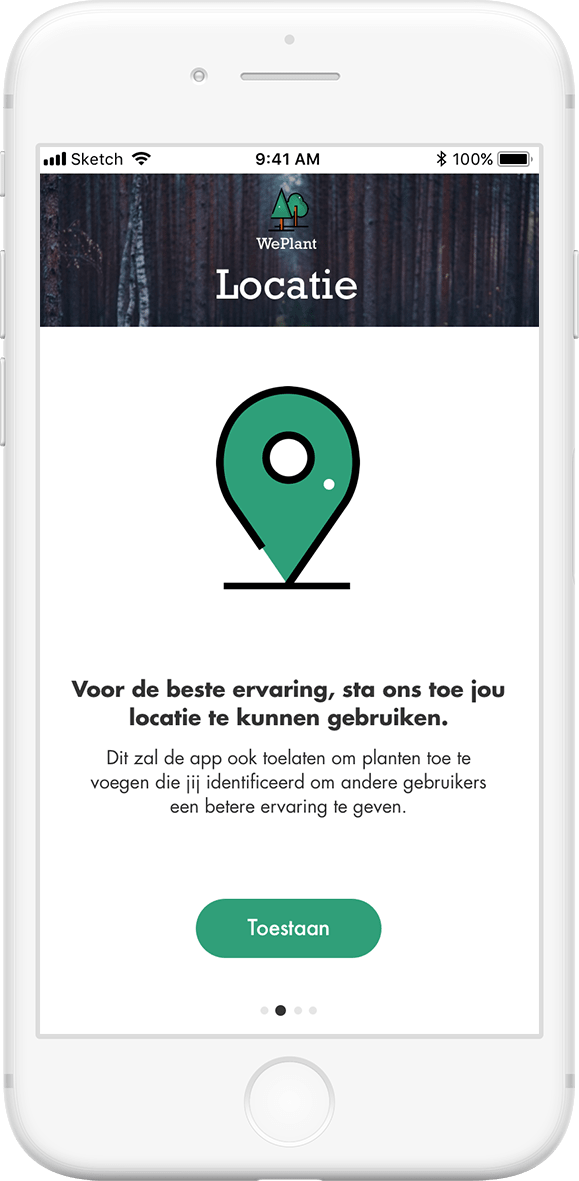 Sketch 9:41 AM 100%
WePlant
Locatie
Voor de beste ervaring, sta ons toe jou
locatie te kunnen gebruiken.
Dit zal de app ook toelaten om planten toe te
voegen die jij identificeerd om andere gebruikers
een betere ervaring te geven.
Toestaan